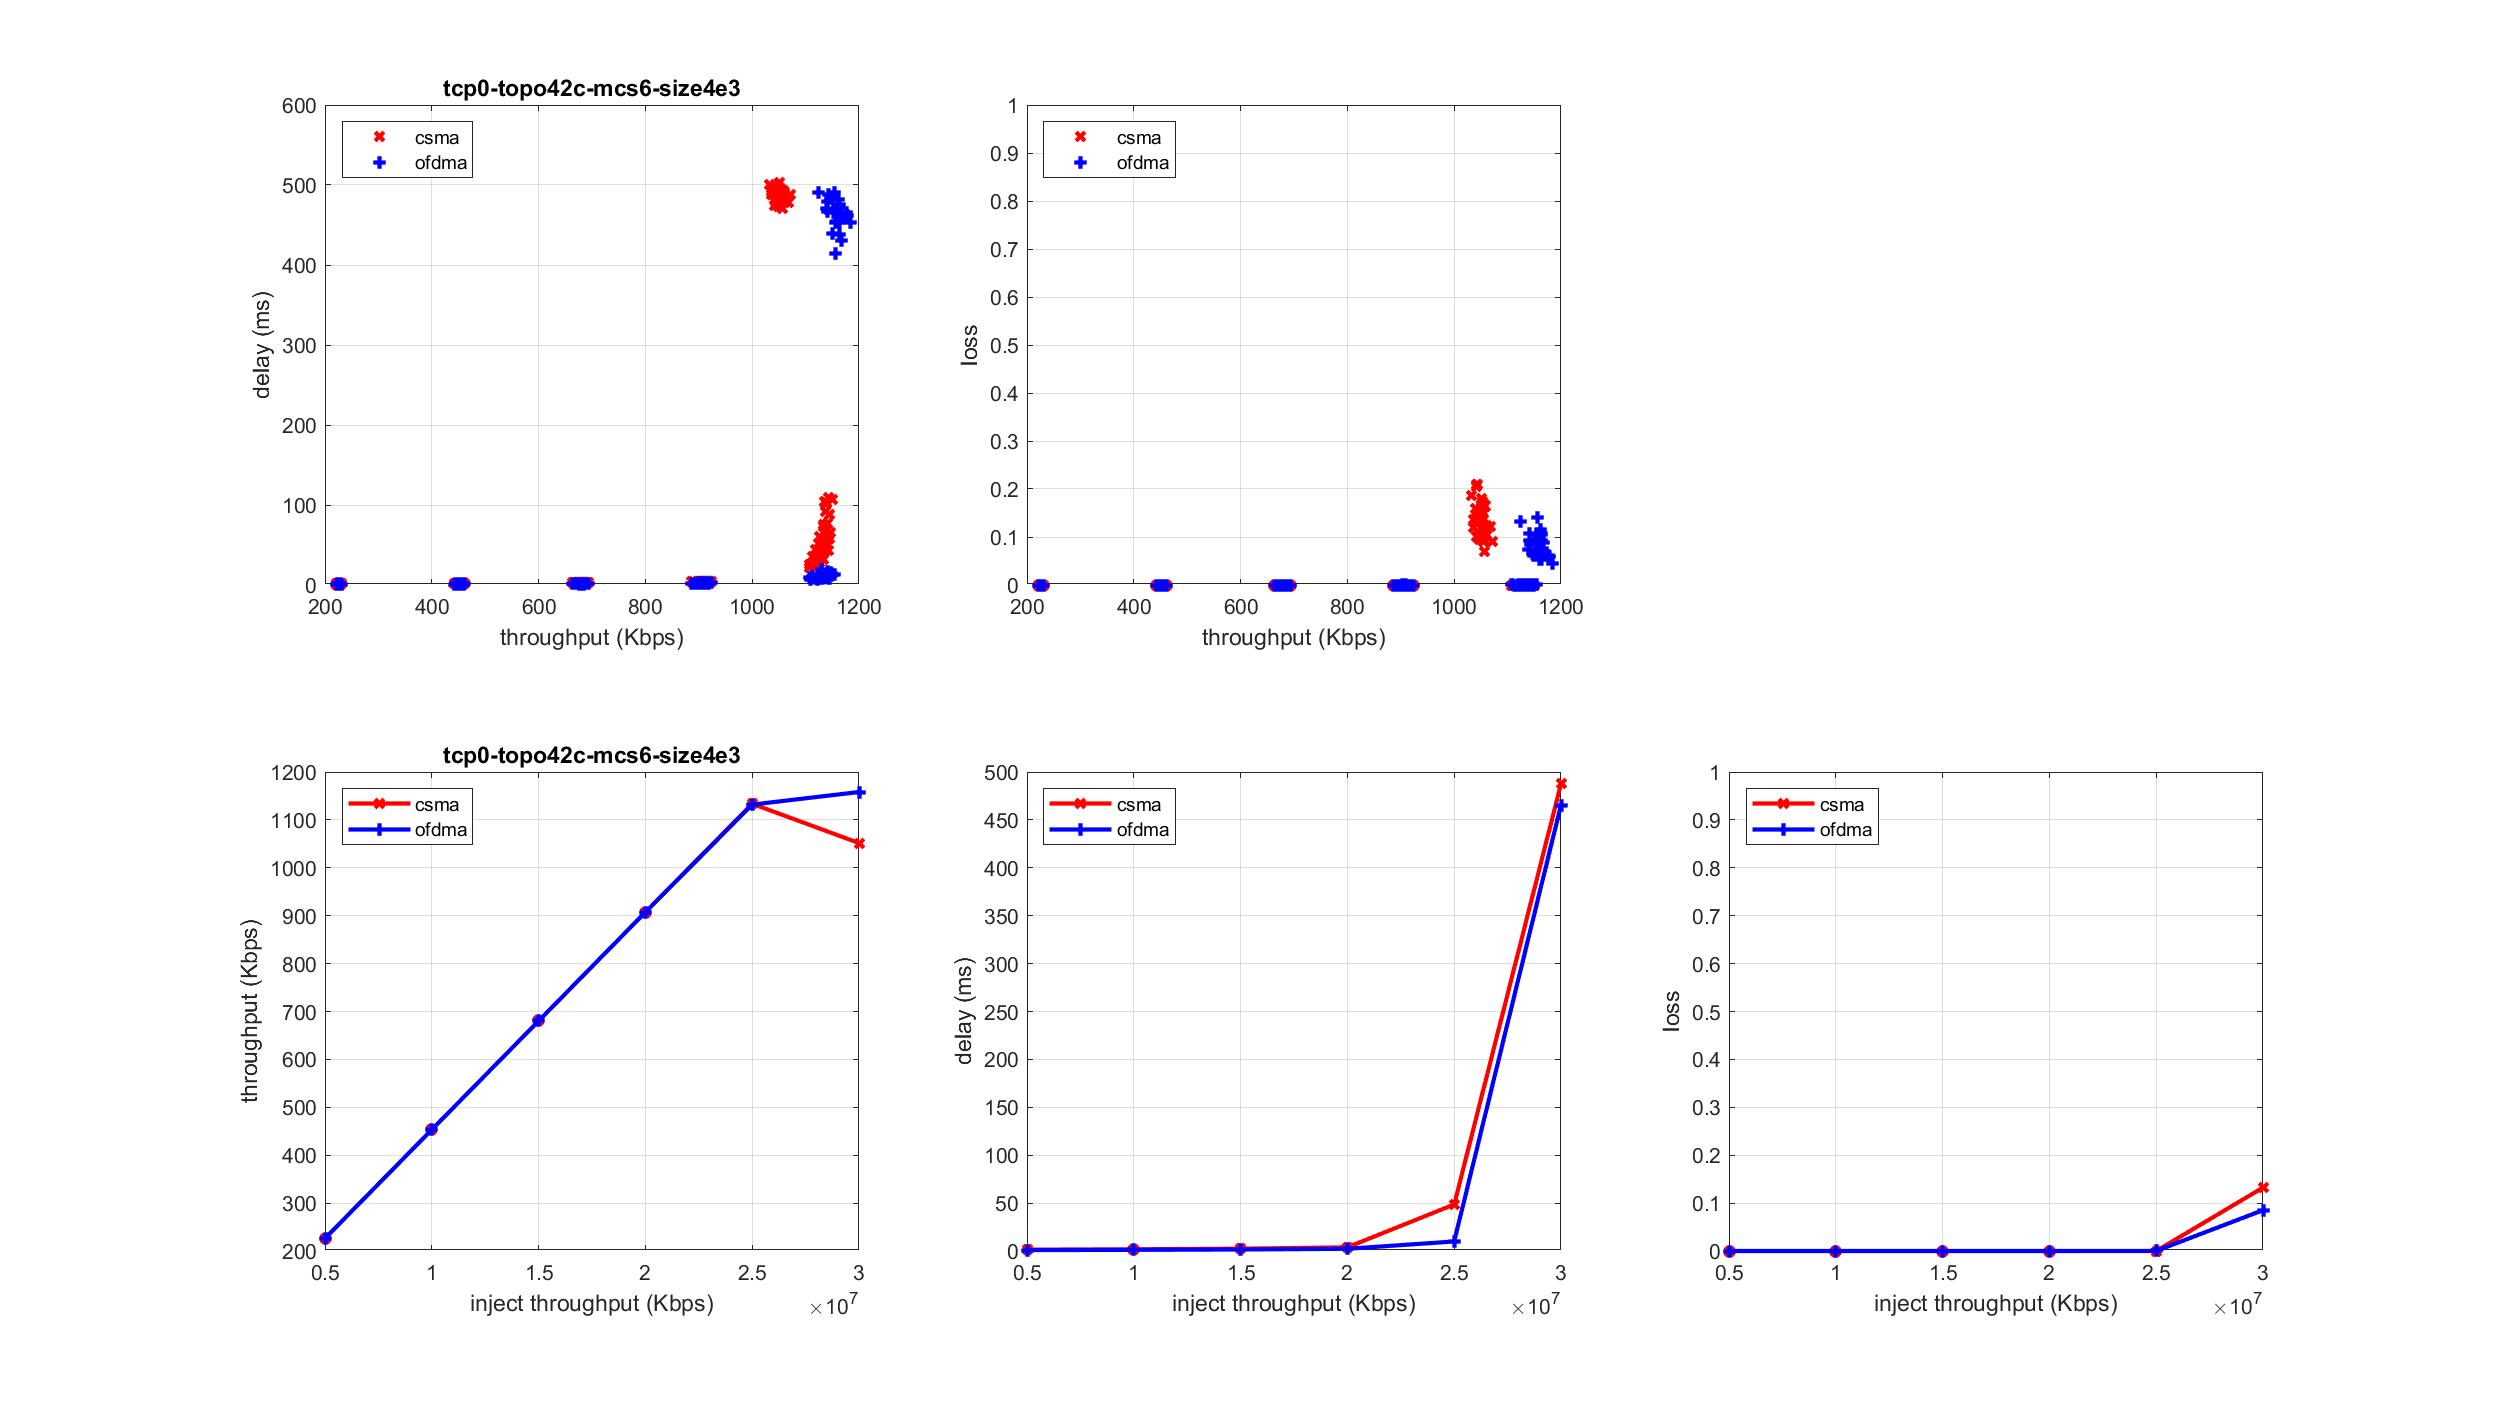 tcp0-topo42c-mcs6-size4e3
600
500
400
300
200
100
0
delay (ms)
csma
ofdma
200 400 600 800 1000 1200
throughput (Kbps)
1
0.9
0.8
0.7
0.6
0.5
0.4
0.3
0.2
0.1
0
loss
csma
ofdma
200 400 600 800 1000 1200
throughput (Kbps)
tcp0-topo42c-mcs6-size4e3
1200
1100
1000
900
800
700
600
500
400
300
200
throughput (Kbps)
csma
ofdma
0.5 1 1.5 2 2.5 3
inject throughput (Kbps)
×10^7
500
450
400
350
300
250
200
150
100
50
0
delay (ms)
csma
ofdma
0.5 1 1.5 2 2.5 3
inject throughput (Kbps)
×10^7
1
0.9
0.8
0.7
0.6
0.5
0.4
0.3
0.2
0.1
0
loss
csma
ofdma
0.5 1 1.5 2 2.5 3
inject throughput (Kbps)
×10^7